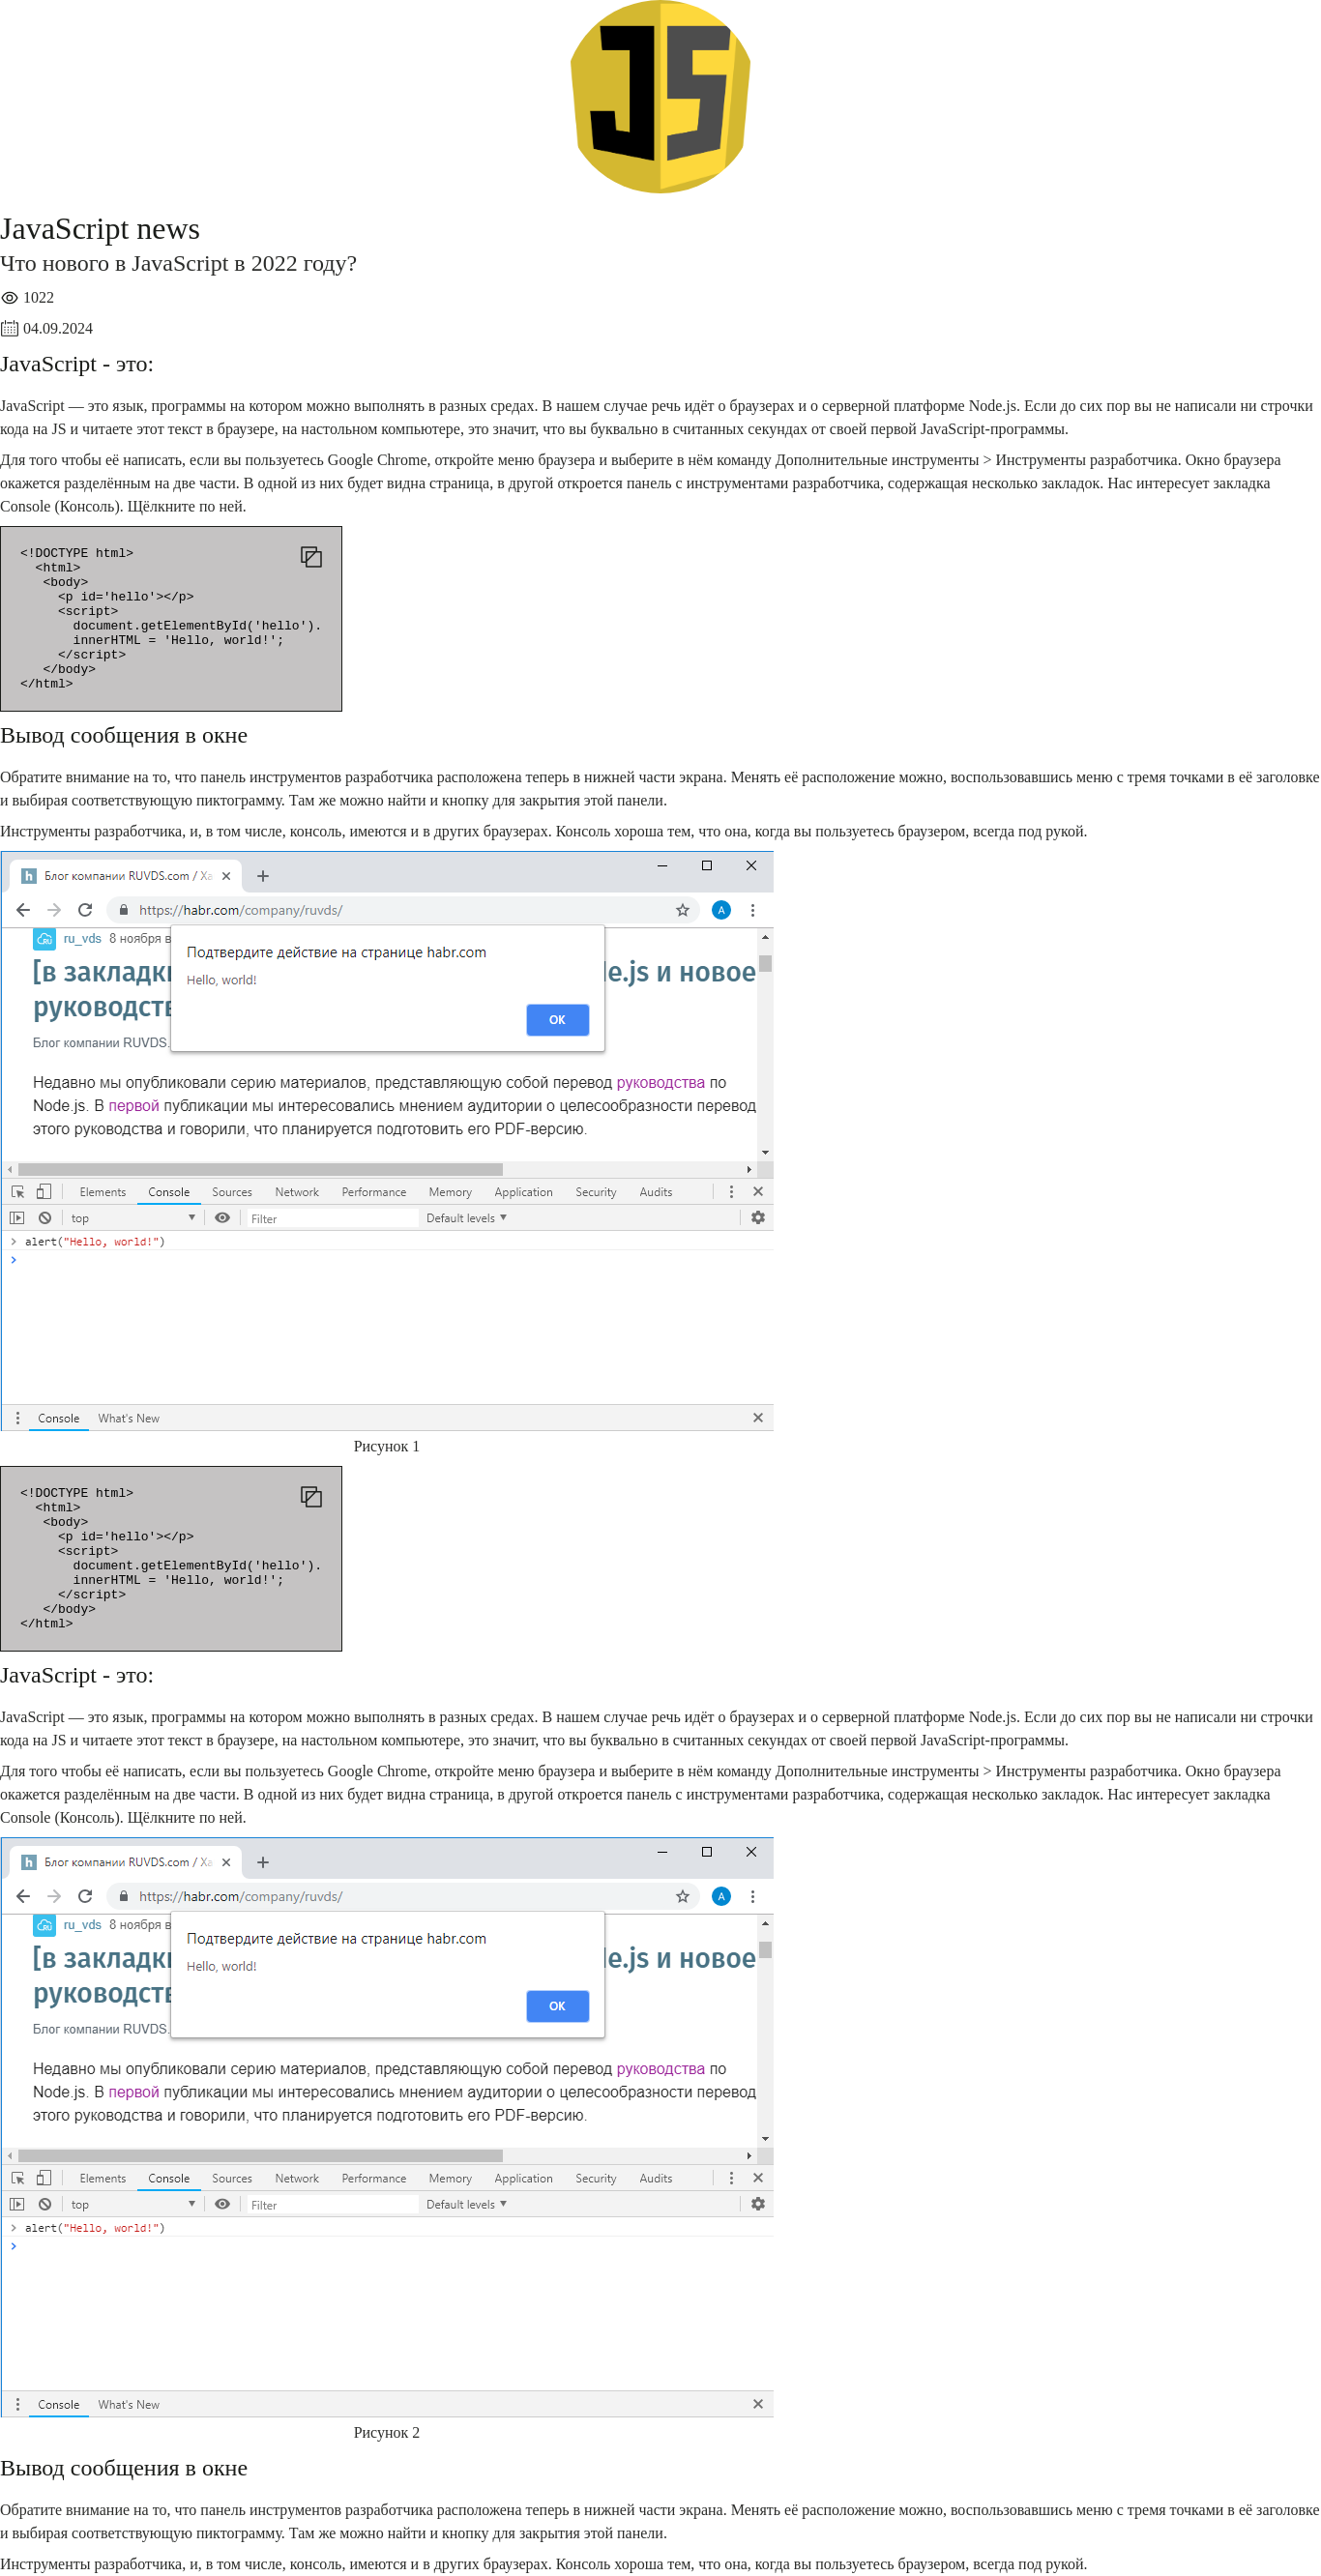 JS
JavaScript news
Что нового в JavaScript в 2022 году?
1022
04.09.2024
JavaScript - это:
JavaScript — это язык, программы на котором можно выполнять в разных средах. В нашем случае речь идёт о браузерах и о серверной платформе Node.js. Если до сих пор вы не написали ни строчки
кода на JS и читаете этот текст в браузере, на настольном компьютере, это значит, что вы буквально в считанных секундах от своей первой JavaScript-программы.
Для того чтобы её написать, если вы пользуетесь Google Chrome, откройте меню браузера и выберите в нём команду Дополнительные инструменты > Инструменты разработчика. Окно браузера
окажется разделённым на две части. В одной из них будет видна страница, в другой откроется панель с инструментами разработчика, содержащая несколько закладок. Нас интересует закладка
Console (Консоль). Щёлкните по ней.
<!DOCTYPE html>
<html>
<body>
<p id='hello'></p>
<script>
document.getElementById('hello').
innerHTML = 'Hello, world!';
</script>
</body>
</html>
Вывод сообщения в окне
Обратите внимание на то, что панель инструментов разработчика расположена теперь в нижней части экрана. Менять её расположение можно, воспользовавшись меню с тремя точками в её заголовке
и выбирая соответствующую пиктограмму. Там же можно найти и кнопку для закрытия этой панели.
Инструменты разработчика, и, в том числе, консоль, имеются и в других браузерах. Консоль хороша тем, что она, когда вы пользуетесь браузером, всегда под рукой.
h Блог компании RUVDS.com / Ха
https://habr.com/company/ruvds/ A
ru_vds 8 ноября в
Подтвердите действие на странице habr.com
[в закладк e.js и новое
Hello, world!
руководств
OK
Блог компании RUVDS.
Недавно мы опубликовали серию материалов, представляющую собой перевод руководства по
Node.js. В первой публикации мы интересовались мнением аудитории о целесообразности перевод
этого руководства и говорили, что планируется подготовить его PDF-версию.
Elements Console Sources Network Performance Memory Application Security Audits
top Filter Default levels
alert("Hello, world!")
Console What's New
Рисунок 1
<!DOCTYPE html>
<html>
<body>
<p id='hello'></p>
<script>
document.getElementById('hello').
innerHTML = 'Hello, world!';
</script>
</body>
</html>
JavaScript - это:
JavaScript — это язык, программы на котором можно выполнять в разных средах. В нашем случае речь идёт о браузерах и о серверной платформе Node.js. Если до сих пор вы не написали ни строчки
кода на JS и читаете этот текст в браузере, на настольном компьютере, это значит, что вы буквально в считанных секундах от своей первой JavaScript-программы.
Для того чтобы её написать, если вы пользуетесь Google Chrome, откройте меню браузера и выберите в нём команду Дополнительные инструменты > Инструменты разработчика. Окно браузера
окажется разделённым на две части. В одной из них будет видна страница, в другой откроется панель с инструментами разработчика, содержащая несколько закладок. Нас интересует закладка
Console (Консоль). Щёлкните по ней.
h Блог компании RUVDS.com / Ха
https://habr.com/company/ruvds/ A
ru_vds 8 ноября в
Подтвердите действие на странице habr.com
[в закладк e.js и новое
Hello, world!
руководств
OK
Блог компании RUVDS.
Недавно мы опубликовали серию материалов, представляющую собой перевод руководства по
Node.js. В первой публикации мы интересовались мнением аудитории о целесообразности перевод
этого руководства и говорили, что планируется подготовить его PDF-версию.
Elements Console Sources Network Performance Memory Application Security Audits
top Filter Default levels
alert("Hello, world!")
Console What's New
Рисунок 2
Вывод сообщения в окне
Обратите внимание на то, что панель инструментов разработчика расположена теперь в нижней части экрана. Менять её расположение можно, воспользовавшись меню с тремя точками в её заголовке
и выбирая соответствующую пиктограмму. Там же можно найти и кнопку для закрытия этой панели.
Инструменты разработчика, и, в том числе, консоль, имеются и в других браузерах. Консоль хороша тем, что она, когда вы пользуетесь браузером, всегда под рукой.